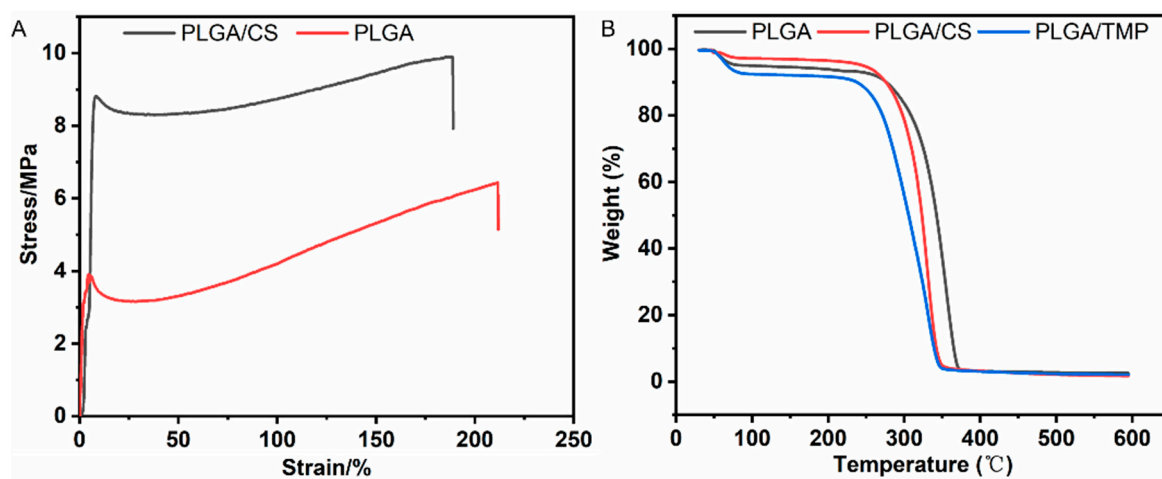 A
PLGA/CS PLGA
Stress/MPa
10
8
6
4
2
0
0 50 100 150 200 250
Strain/%
B
PLGA PLGA/CS PLGA/TMP
Weight (%)
100
80
60
40
20
0
0 100 200 300 400 500 600
Temperature (℃)